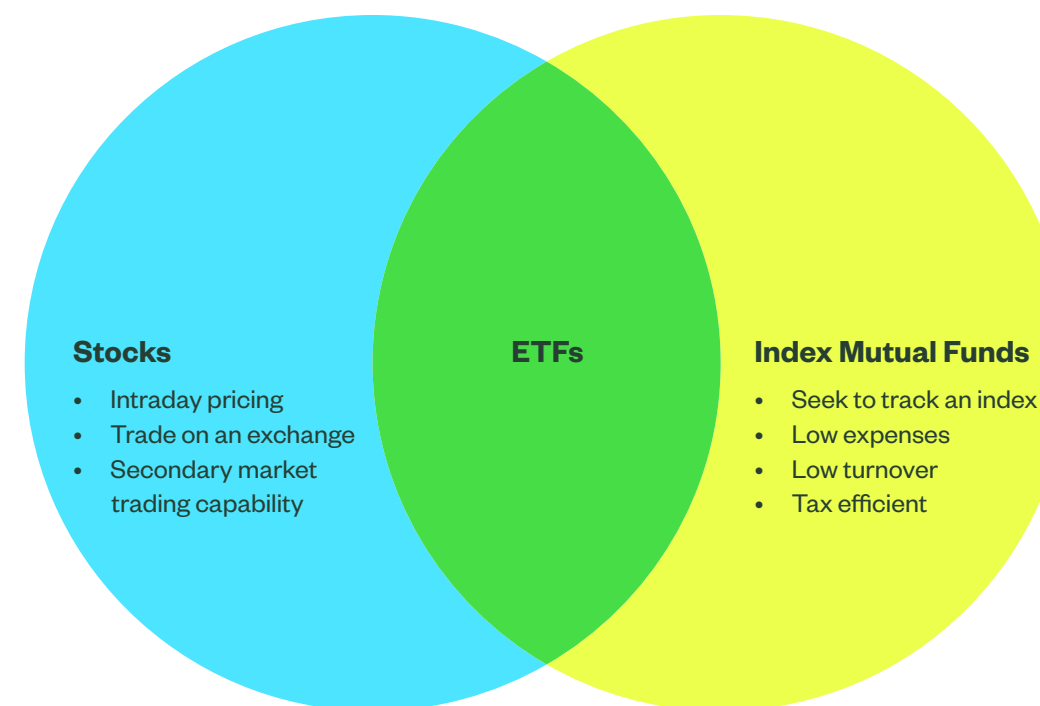 Stocks
• Intraday pricing
• Trade on an exchange
• Secondary market
trading capability
ETFs
Index Mutual Funds
• Seek to track an index
• Low expenses
• Low turnover
• Tax efficient